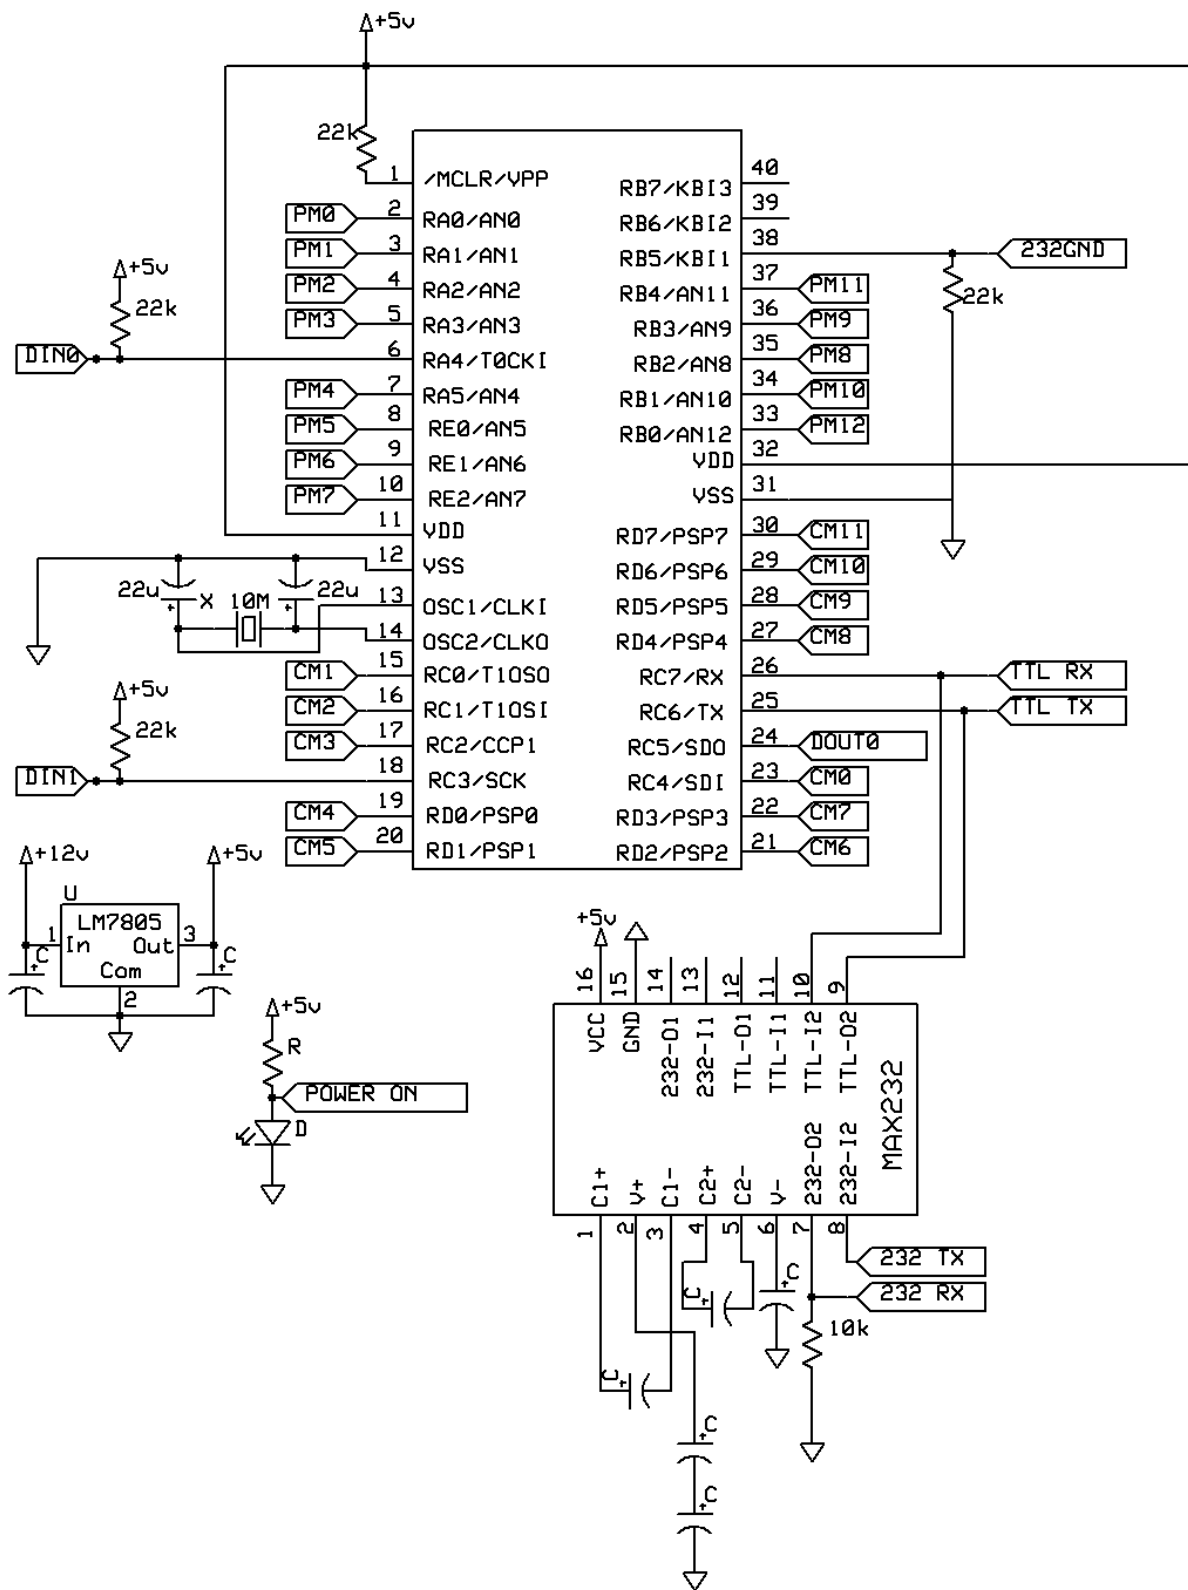 +5v
22k
1 /MCLR/VPP
PM0 2 RA0/AN0
PM1 3 RA1/AN1
PM2 4 RA2/AN2
PM3 5 RA3/AN3
+5v
22k
DIN0 6 RA4/T0CKI
PM4 7 RA5/AN4
PM5 8 RE0/AN5
PM6 9 RE1/AN6
PM7 10 RE2/AN7
11 VDD
12 VSS
22u X 10M 22u
13 OSC1/CLKI
14 OSC2/CLKO
CM1 15 RC0/T1OSO
CM2 16 RC1/T1OSI
CM3 17 RC2/CCP1
+5v
22k
DIN1 18 RC3/SCK
CM4 19 RD0/PSP0
CM5 20 RD1/PSP1
RB7/KBI3 40
RB6/KBI2 39
RB5/KBI1 38 232GND
22k
RB4/AN11 37 PM11
RB3/AN9 36 PM9
RB2/AN8 35 PM8
RB1/AN10 34 PM10
RB0/AN12 33 PM12
VDD 32
VSS 31
RD7/PSP7 30 CM11
RD6/PSP6 29 CM10
RD5/PSP5 28 CM9
RD4/PSP4 27 CM8
RC7/RX 26 TTL RX
RC6/TX 25 TTL TX
RC5/SDO 24 DOUT0
RC4/SDI 23 CM0
RD3/PSP3 22 CM7
RD2/PSP2 21 CM6
+12v +5v
U
LM7805
1 In Out 3
C + C +
Com
2
+5v
R
POWER ON
D
+5v
16 15 14 13 12 11 10 9
VCC GND 232-O1 232-I1 TTL-O1 TTL-I1 TTL-I2 TTL-O2
MAX232
C1+ V+ C1- C2+ C2- V- 232-O2 232-I2
1 2 3 4 5 6 7 8
232 TX
232 RX
C +
C +
10k
C +
C +
C +